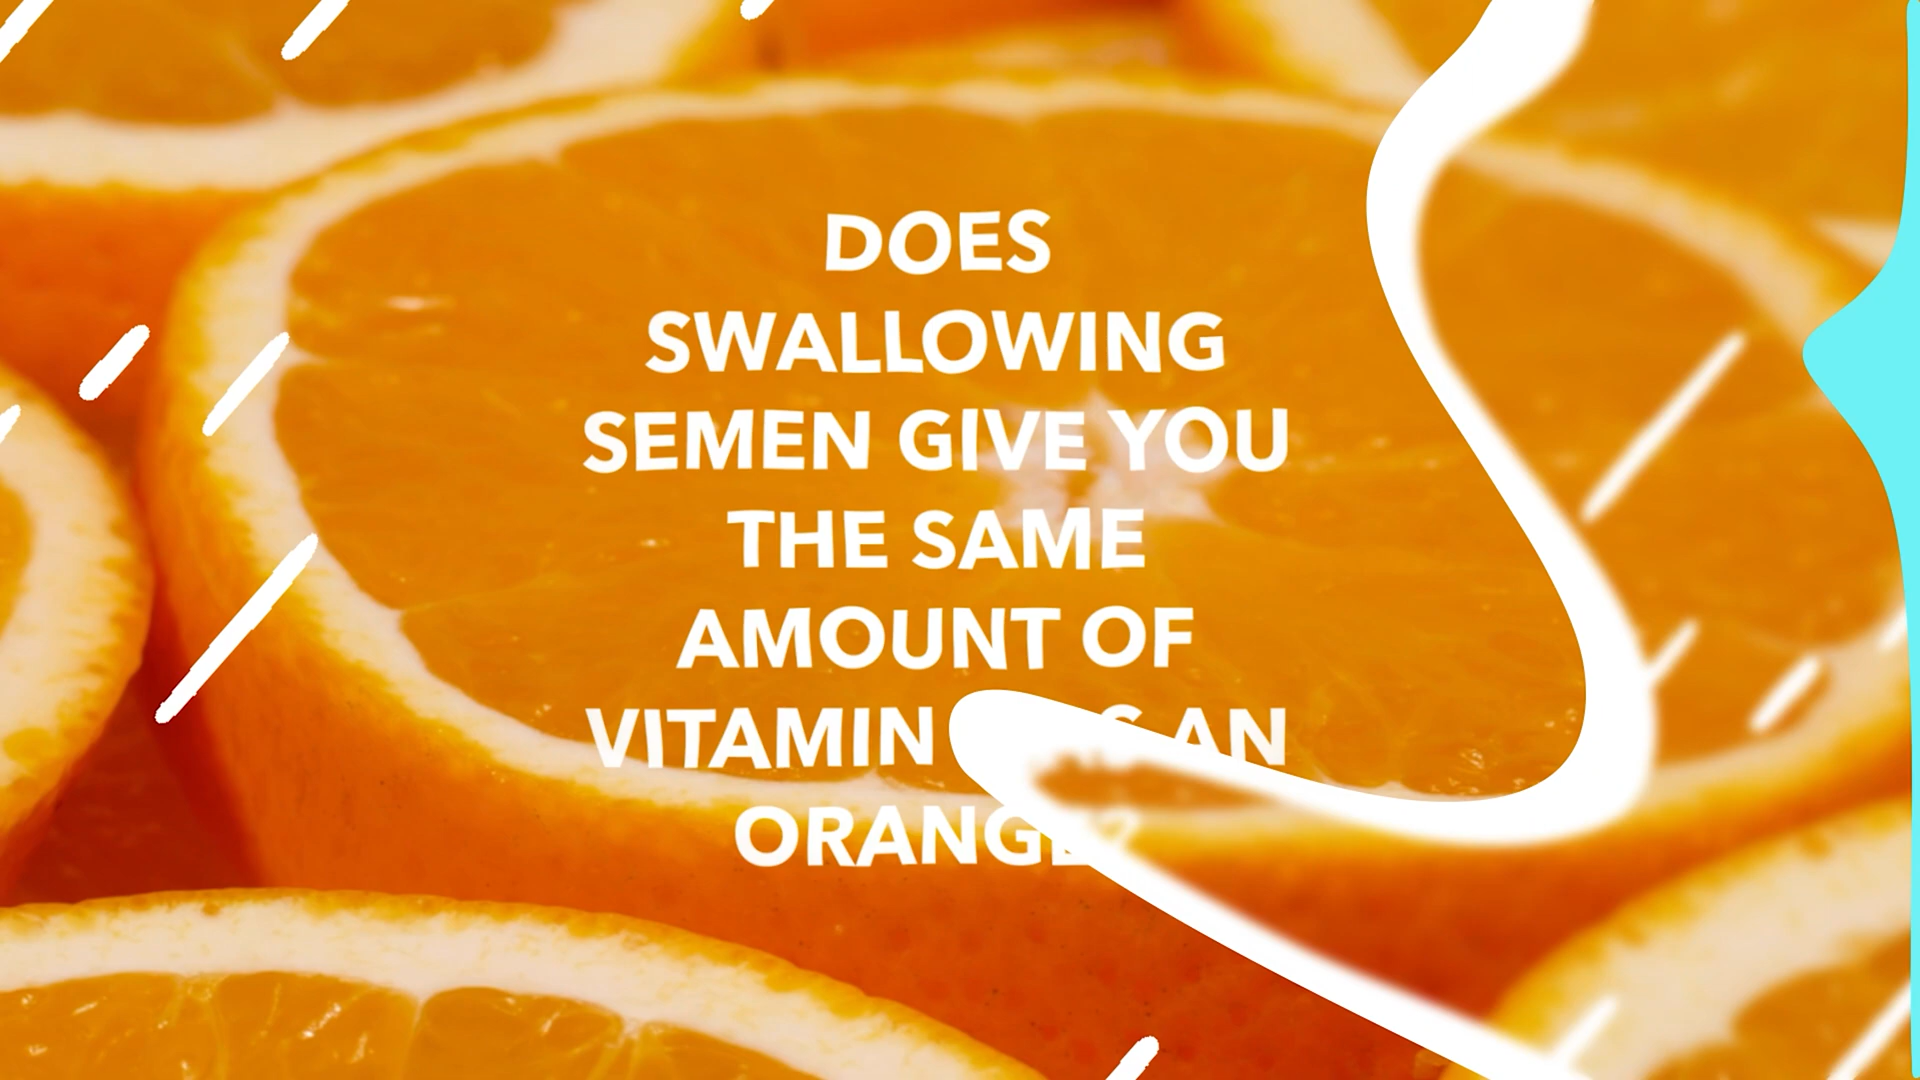 DOES
SWALLOWING
SEMEN GIVE YOU
THE SAME
AMOUNT OF
VITAMIN AN
ORANGE?